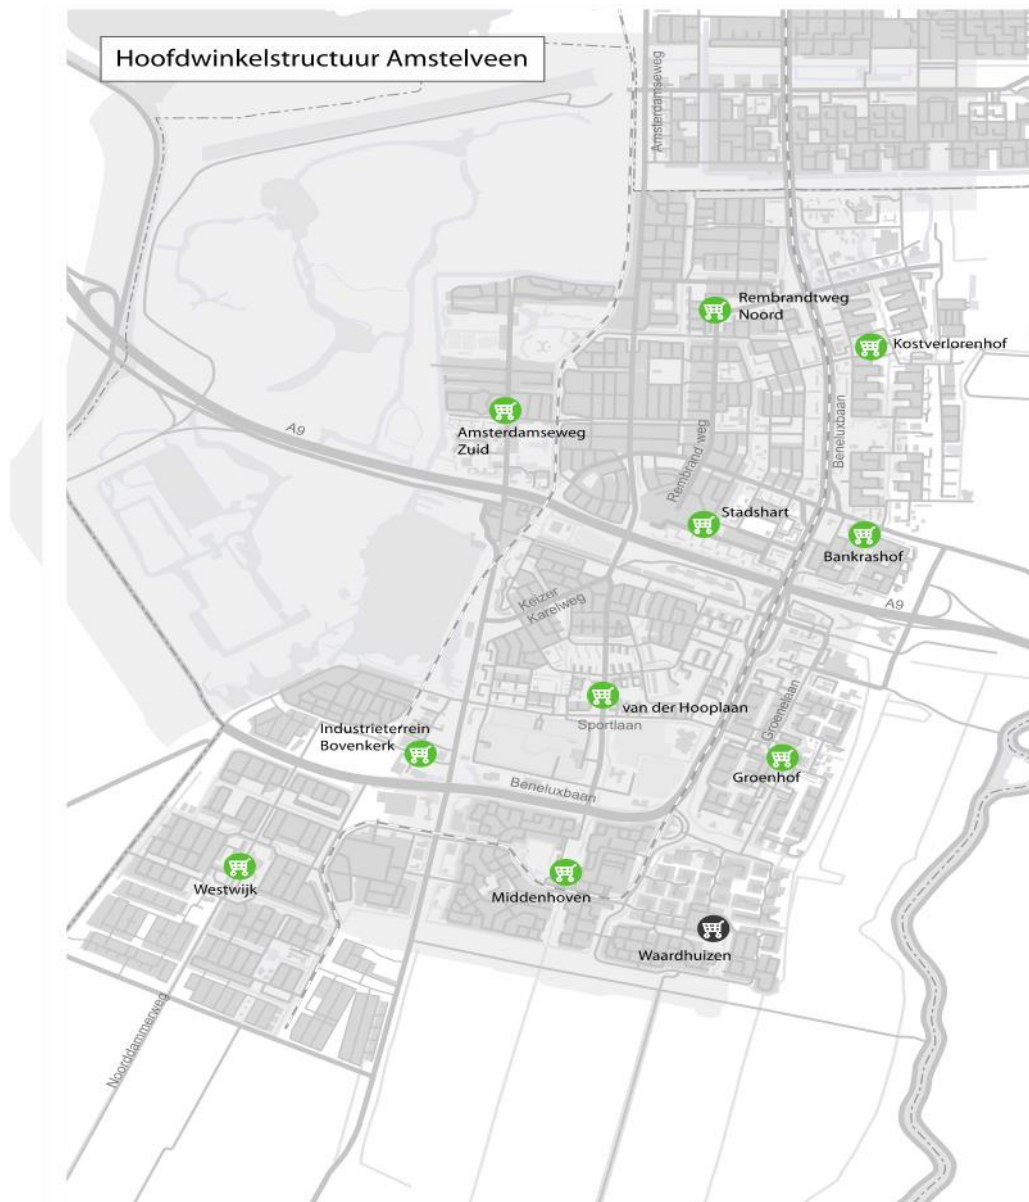 Hoofdwinkelstructuur Amstelveen
Amsterdamseweg
Rembrandtweg
Noord
Kostverlorenhof
Amsterdamseweg
Zuid
A9
Beneluxbaan
Rembrand weg
Stadshart
Bankrashof
A9
Keizer
Karelweg
Groenelaan
van der Hooplaan
Sportlaan
Industrieterrein
Bovenkerk
Groenhof
Beneluxbaan
Westwijk
Middenhoven
Waardhuizen
Noorddammerweg